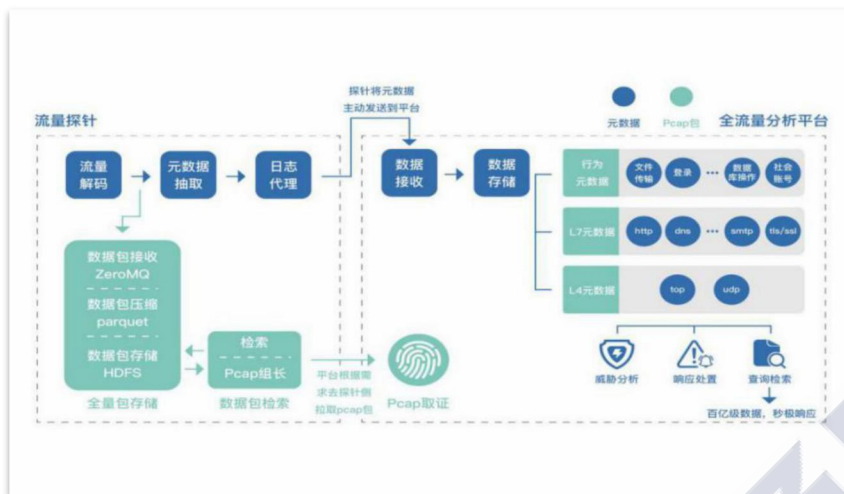 探针将元数据
主动发送到平台
元数据
Pcap包
流量探针
全流量分析平台
流量
解码
元数据
抽取
日志
代理
数据
接收
数据
存储
行为
元数据
文件
传输
登录
...
数据
库操作
社会
账号
L7元数据
http
dns
...
smtp
tls/ssl
L4元数据
top
udp
数据包接收
ZeroMQ
数据包压缩
parquet
数据包存储
HDFS
全量包存储
检索
Pcap组长
数据包检索
平台根据需
求去探针侧
拉取pcap包
Pcap取证
威胁分析
响应处置
查询检索
百亿级数据，秒极响应